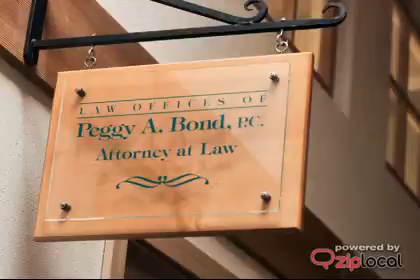 LAW OFFICES OF
Peggy A. Bond, P.C.
Attorney at Law
powered by
ziplocal